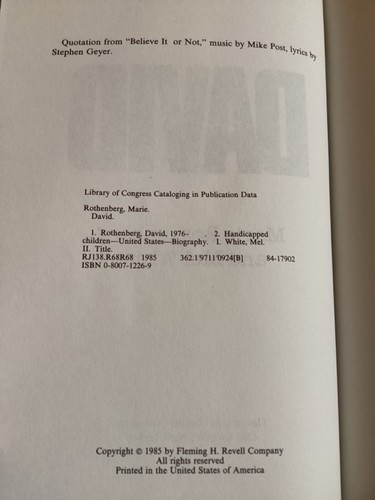 Quotation from "Believe It or Not," music by Mike Post, lyrics by
Stephen Geyer.
DAVID
Library of Congress Cataloging in Publication Data
Rothenberg, Marie.
David.
1. Rothenberg, David, 1976– . 2. Handicapped
children—United States—Biography. I. White, Mel.
II. Title.
RJ138.R68R68 1985 362.1'9711'0924[B] 84-17902
ISBN 0-8007-1226-9
Copyright © 1985 by Fleming H. Revell Company
All rights reserved
Printed in the United States of America